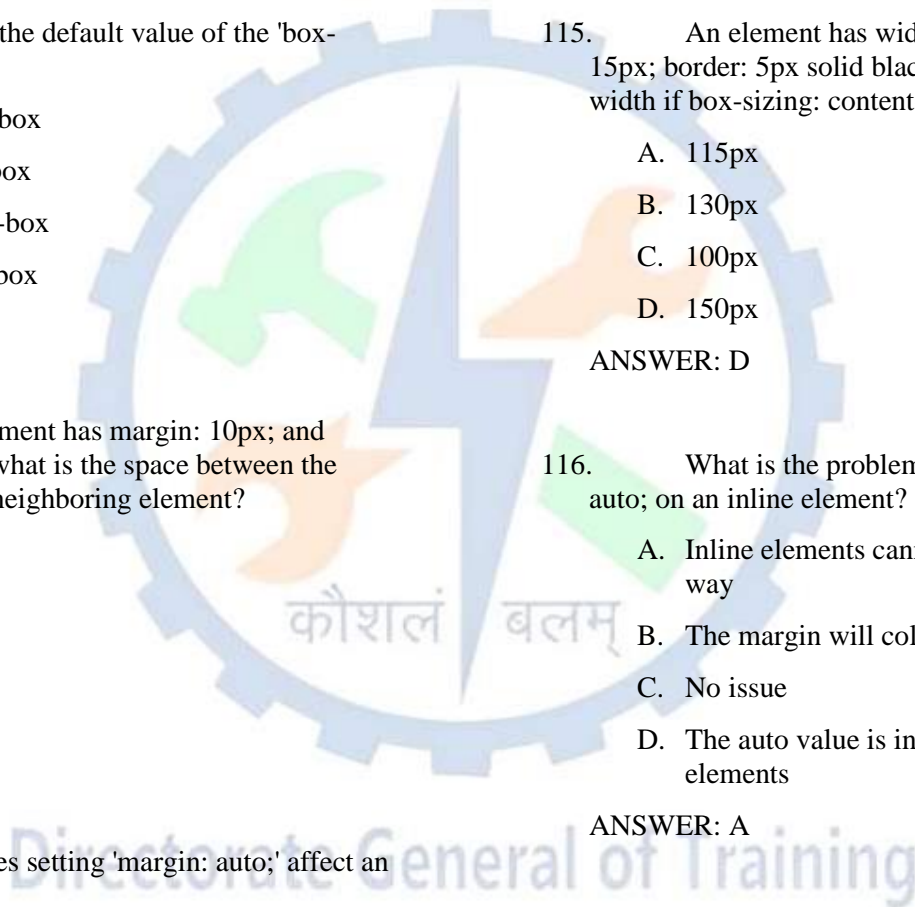 the default value of the 'box-
box
box
-box
box
ment has margin: 10px; and
what is the space between the
neighboring element?
es setting 'margin: auto;' affect an
115. An element has wid
15px; border: 5px solid blac
width if box-sizing: content
A. 115px
B. 130px
C. 100px
D. 150px
ANSWER: D
116. What is the problem
auto; on an inline element?
A. Inline elements can
way
B. The margin will col
C. No issue
D. The auto value is in
elements
ANSWER: A
कौशलं बलम्
Directorate General of Training